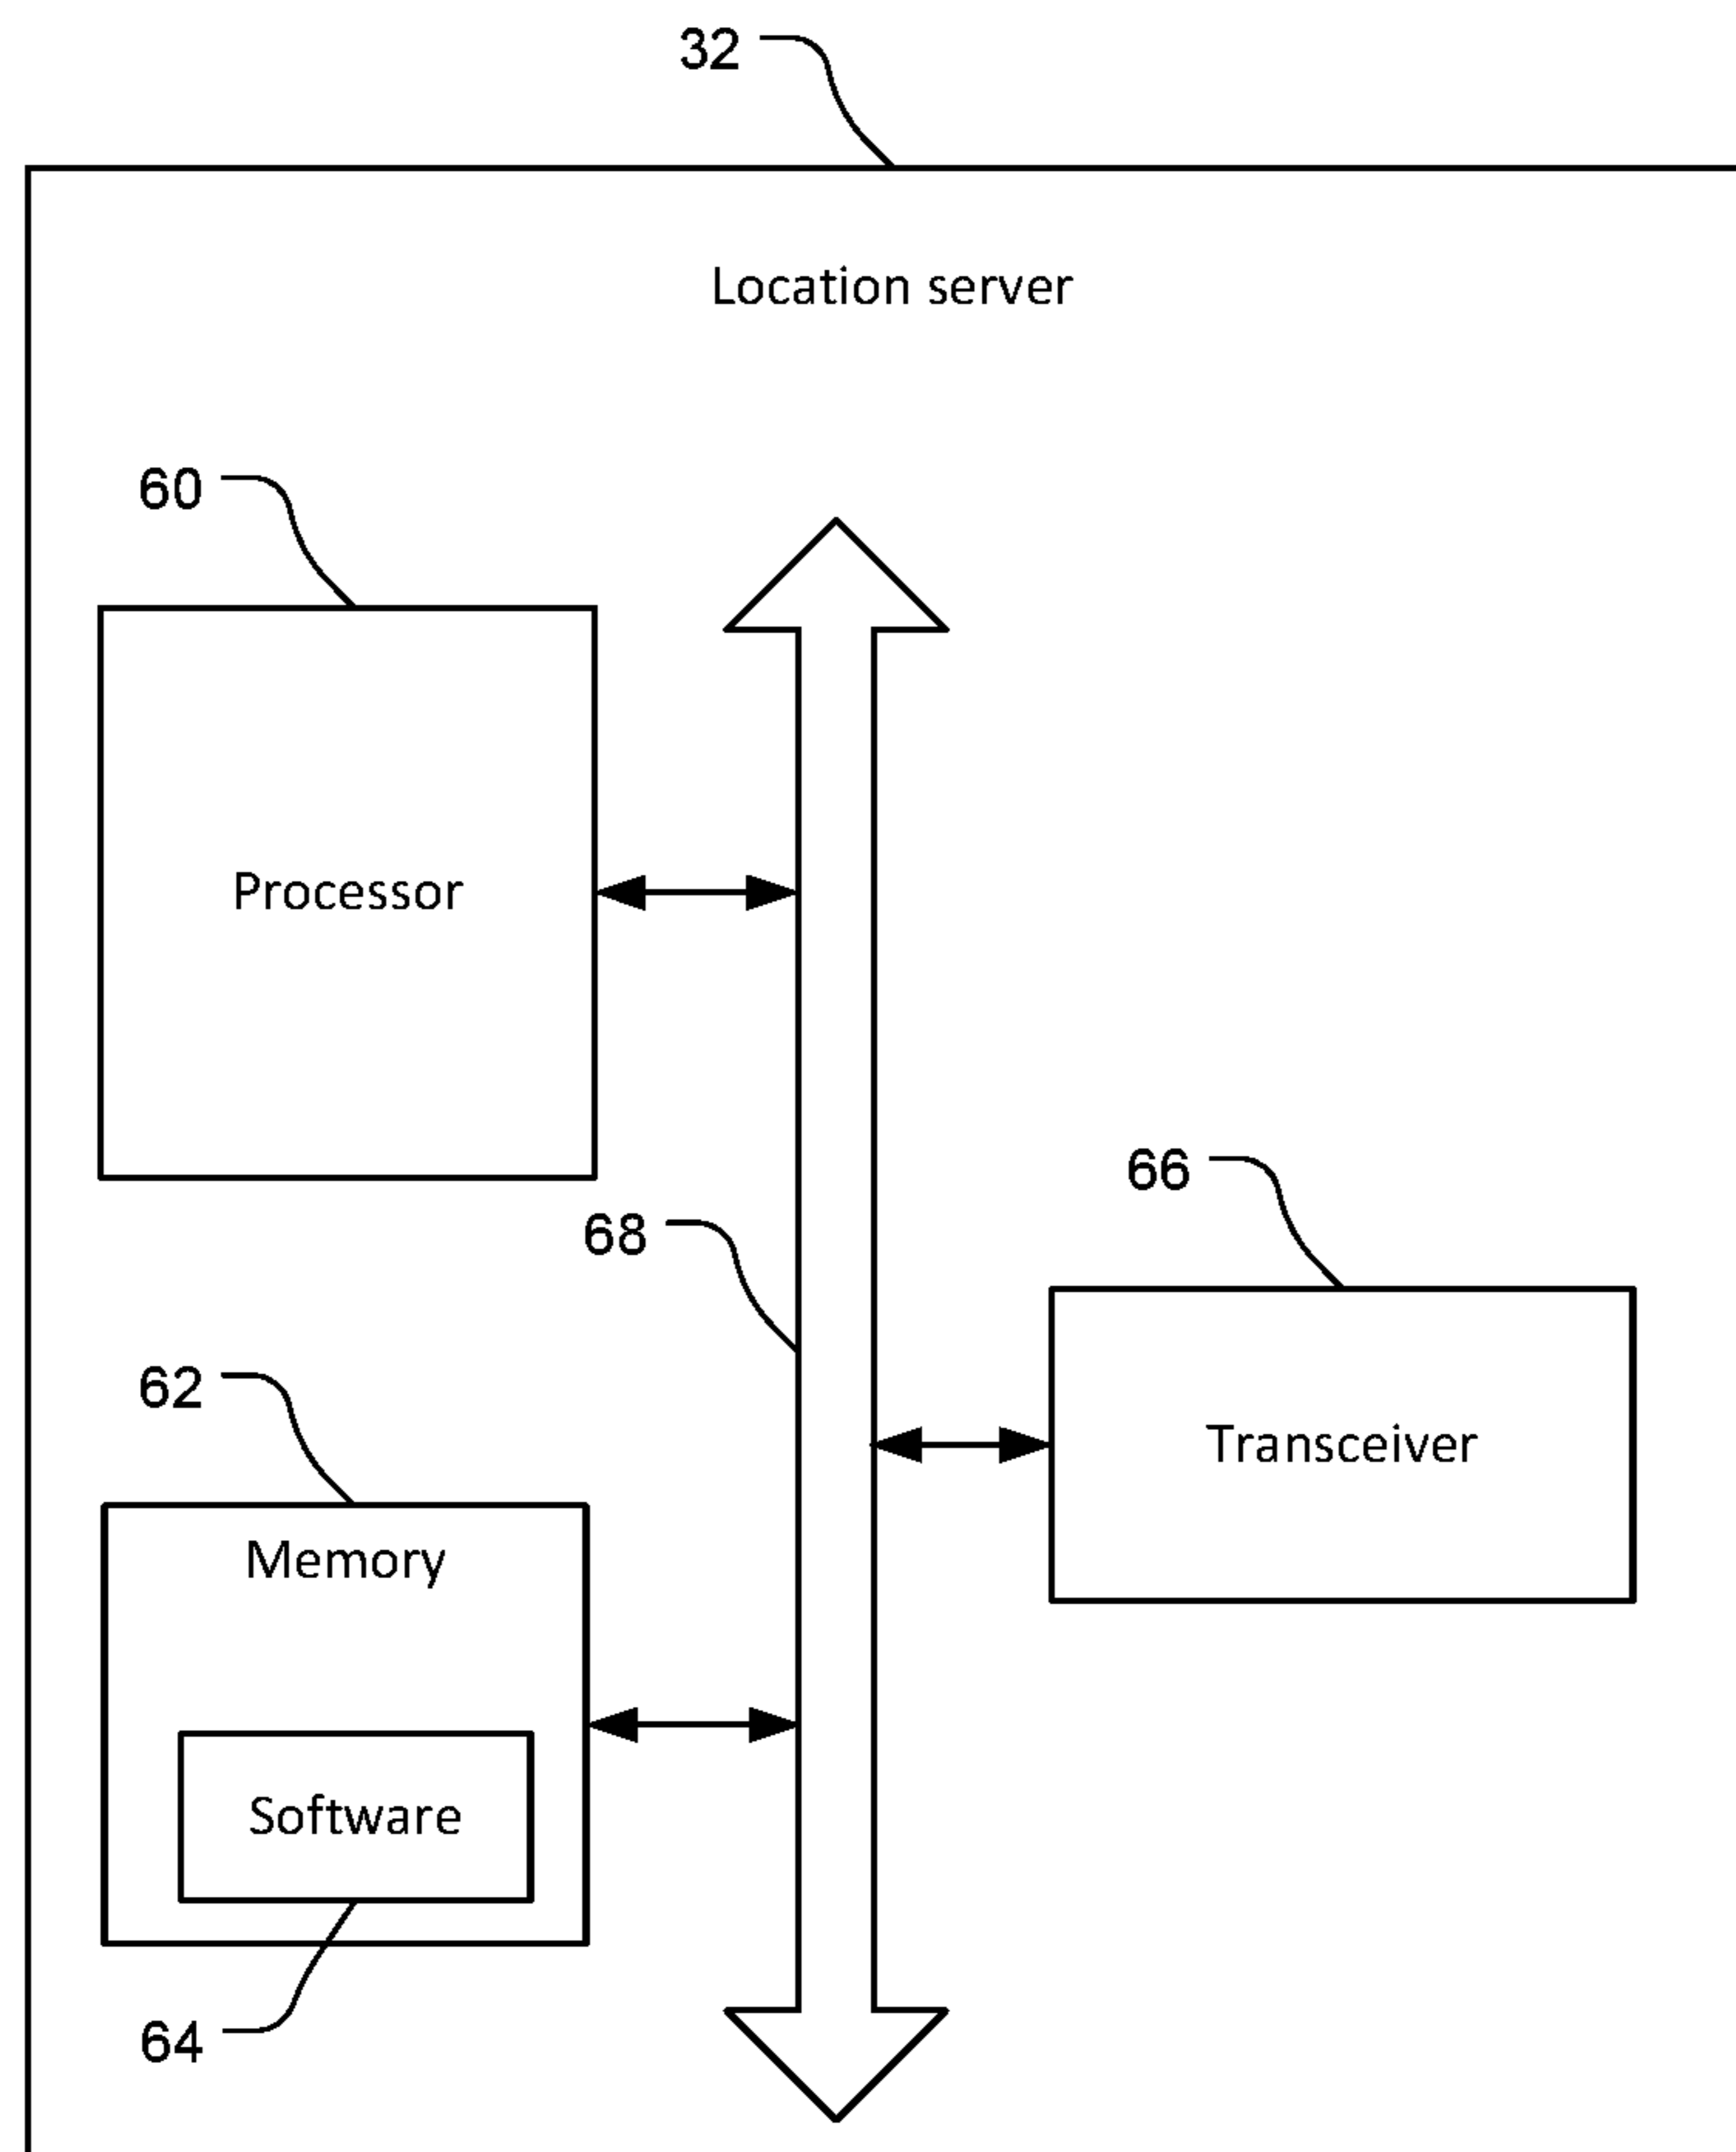 32
Location server
60
Processor
66
68
Transceiver
62
Memory
Software
64